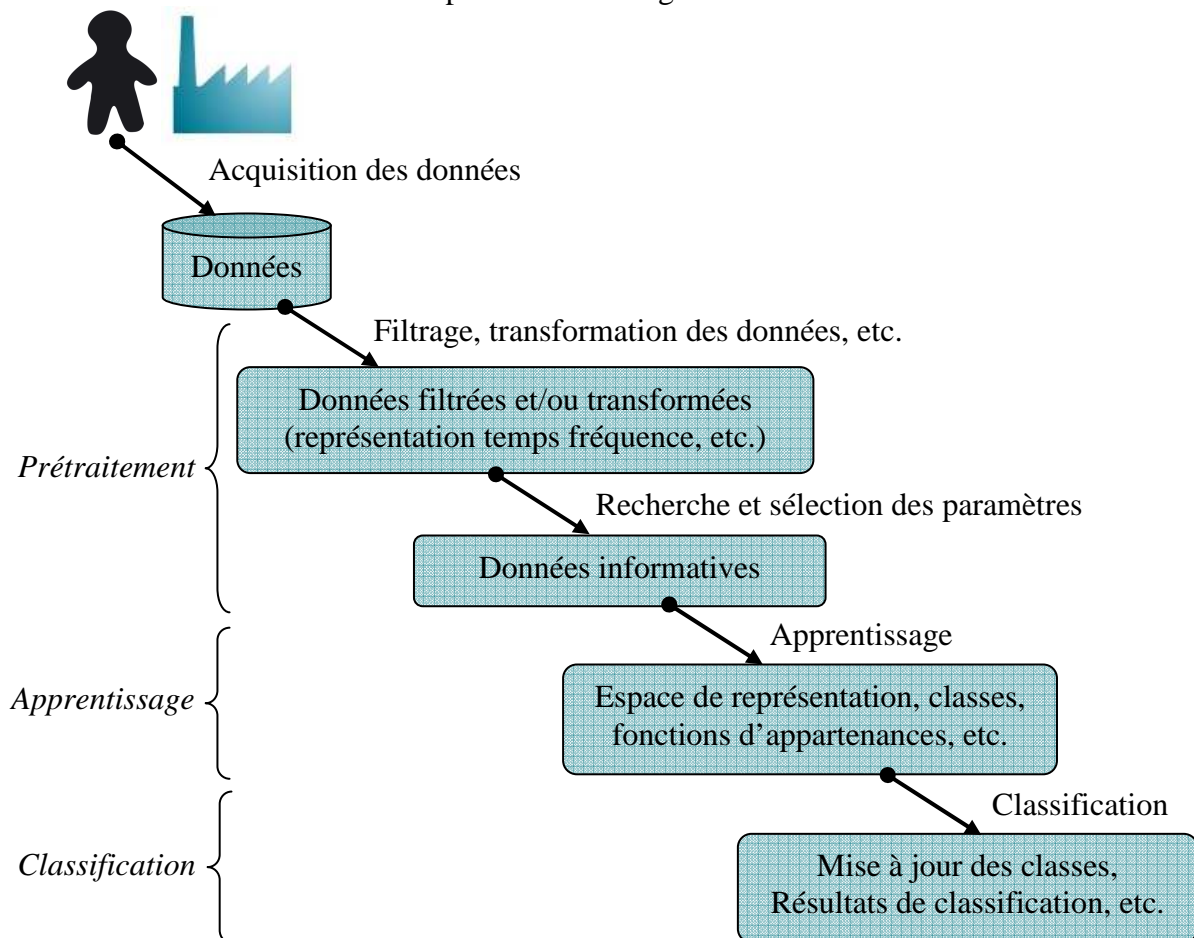 Acquisition des données
Données
Filtrage, transformation des données, etc.
Données filtrées et/ou transformées
(représentation temps fréquence, etc.)
Prétraitement
Recherche et sélection des paramètres
Données informatives
Apprentissage
Espace de représentation, classes,
fonctions d'appartenances, etc.
Apprentissage
Classification
Mise à jour des classes,
Résultats de classification, etc.
Classification